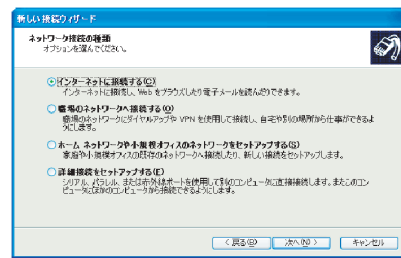 新しい接続ウィザード
ネットワーク接続の種類
オプションを選んでください。
インターネットに接続する(C)
インターネットに接続し、Web をブラウズしたり電子メールを読んだりできます。
職場のネットワークへ接続する(O)
職場のネットワークにダイヤルアップや VPN を使用して接続し、自宅や別の場所から仕事ができるよ
うにします。
ホーム ネットワークや小規模オフィスのネットワークをセットアップする(S)
家庭や小規模オフィスの既存のネットワークへ接続したり、新しい接続をセットアップします。
詳細接続をセットアップする(E)
シリアル、パラレル、または赤外線ポートを使用して別のコンピュータに直接接続します。またこのコン
ピュータにほかのコンピュータから接続できるようにします。
< 戻る(B)
次へ(N) >
キャンセル